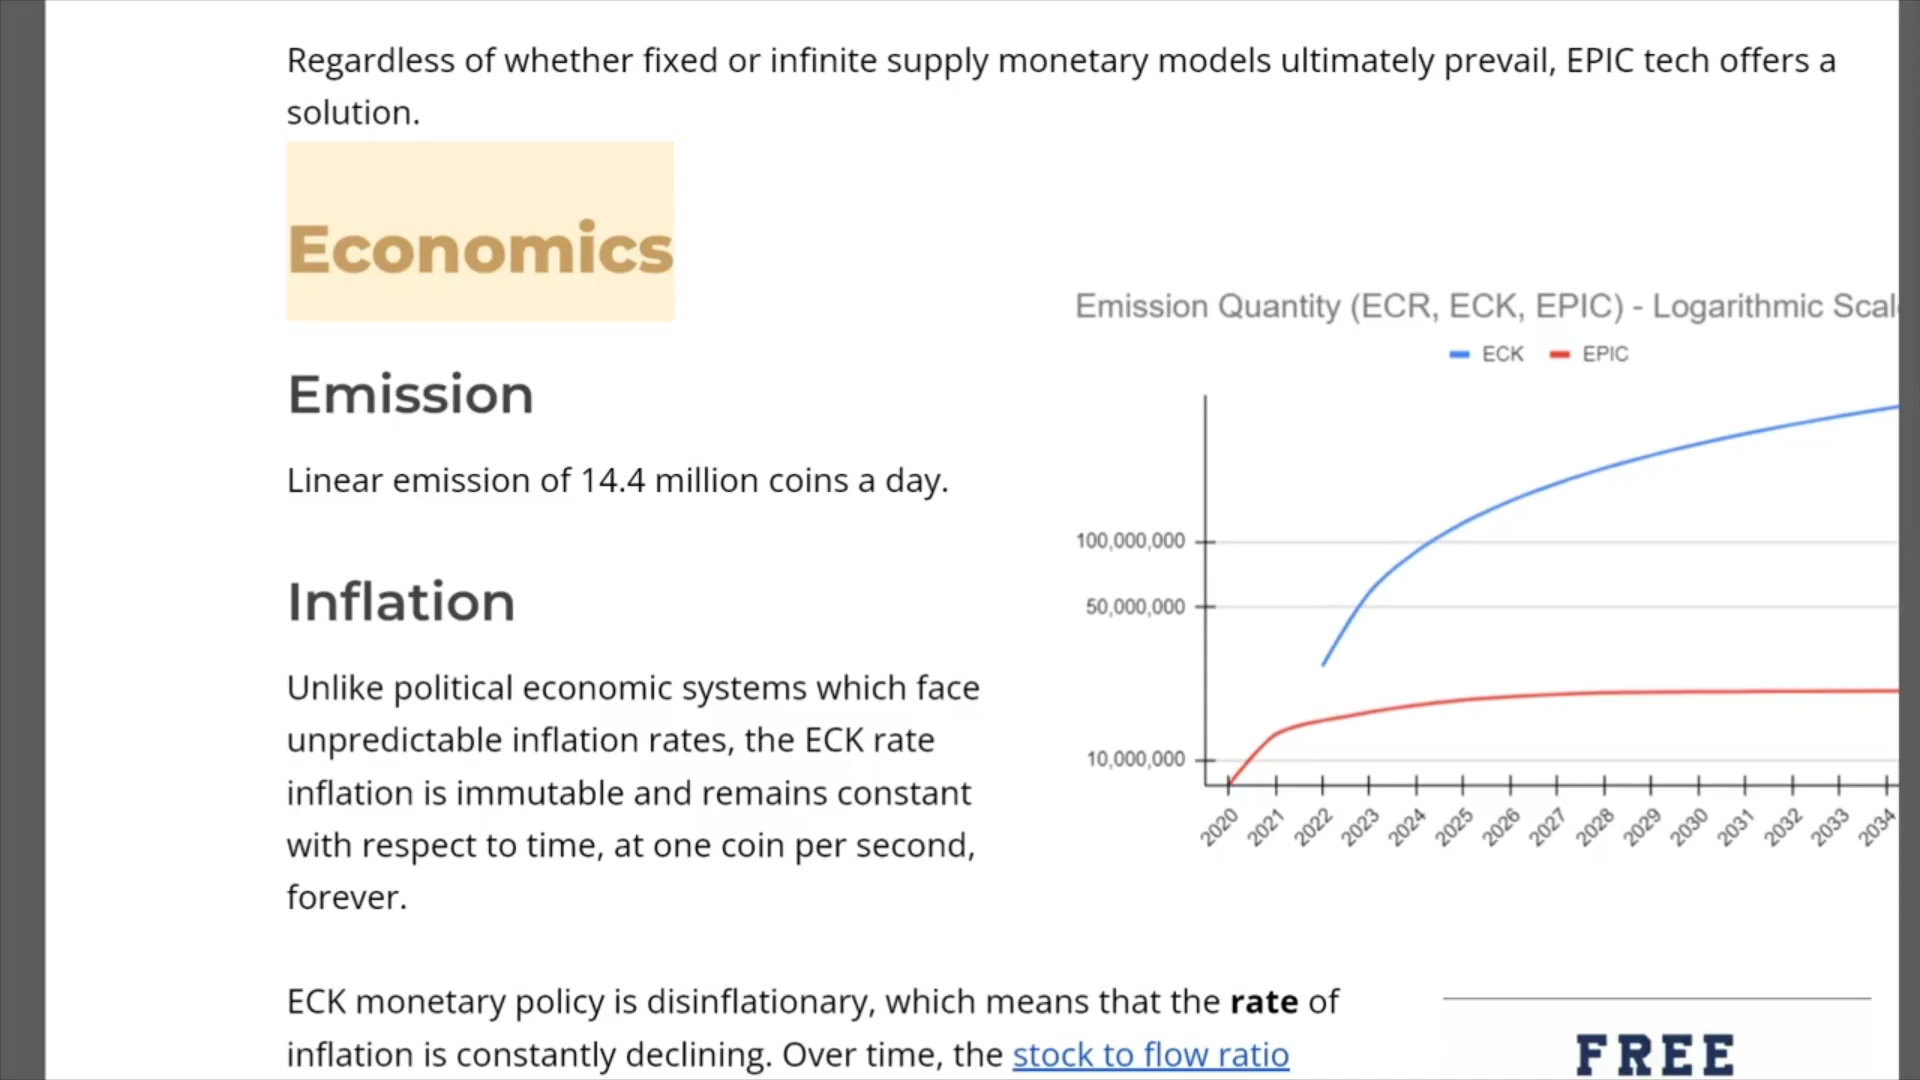 Regardless of whether fixed or infinite supply monetary models ultimately prevail, EPIC tech offers a
solution.
Economics
Emission
Linear emission of 14.4 million coins a day.
Inflation
Unlike political economic systems which face
unpredictable inflation rates, the ECK rate
inflation is immutable and remains constant
with respect to time, at one coin per second,
forever.
Emission Quantity (ECR, ECK, EPIC) - Logarithmic Scal
ECK EPIC
100,000,000
50,000,000
10,000,000
2020 2021 2022 2023 2024 2025 2026 2027 2028 2029 2030 2031 2032 2033 2034
ECK monetary policy is disinflationary, which means that the rate of
inflation is constantly declining. Over time, the stock to flow ratio
FREE